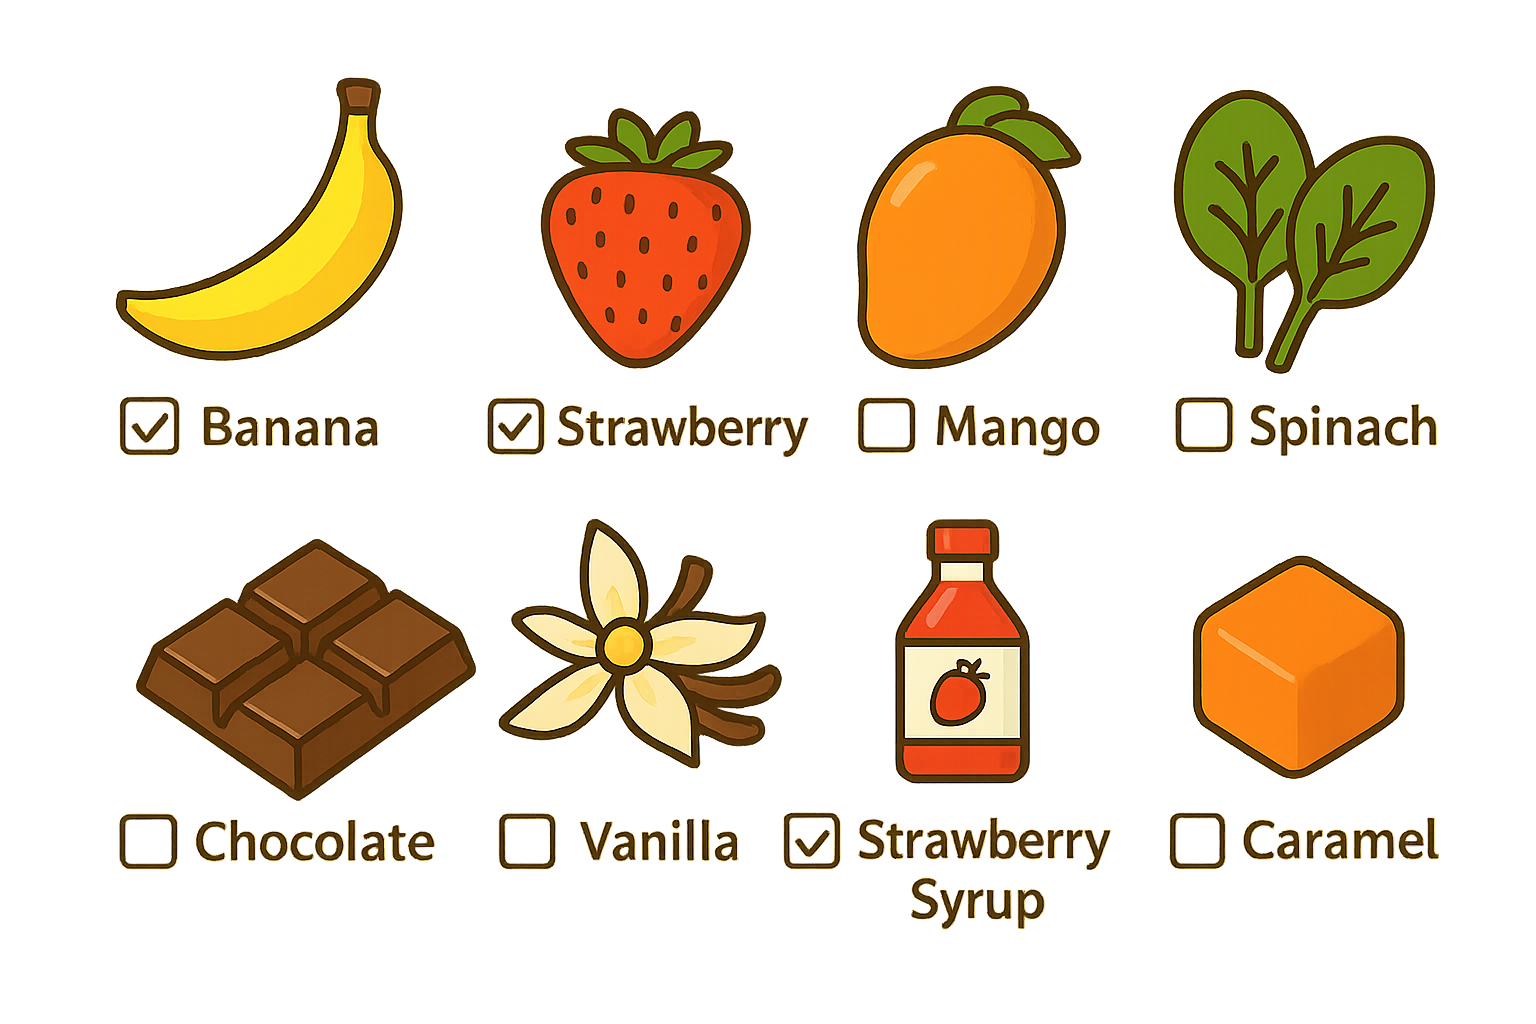 Banana
Strawberry
Mango
Spinach
Chocolate
Vanilla
Strawberry
Syrup
Caramel